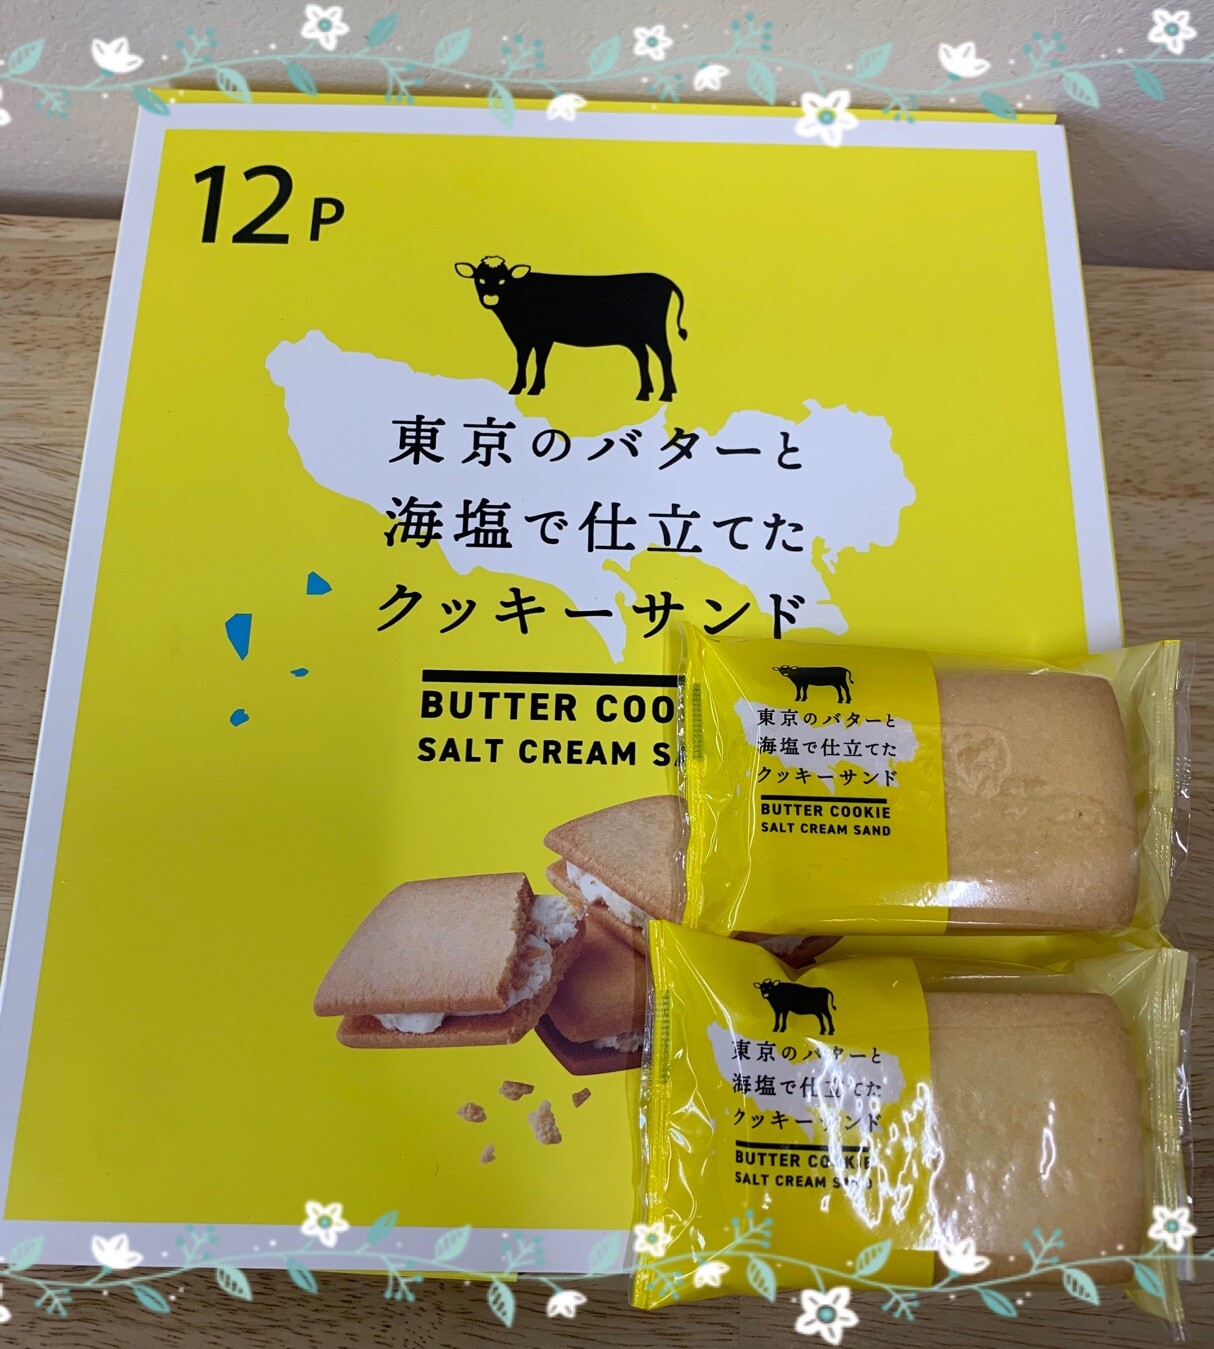 12P
東京のバターと
海塩で仕立てた
クッキーサンド
BUTTER COO
SALT CREAM S
東京のバターと
海塩で仕立てた
クッキーサンド
BUTTER COOKIE
SALT CREAM SAND
東京のバターと
海塩で仕立てた
クッキーサンド
BUTTER COOKIE
SALT CREAM SAND